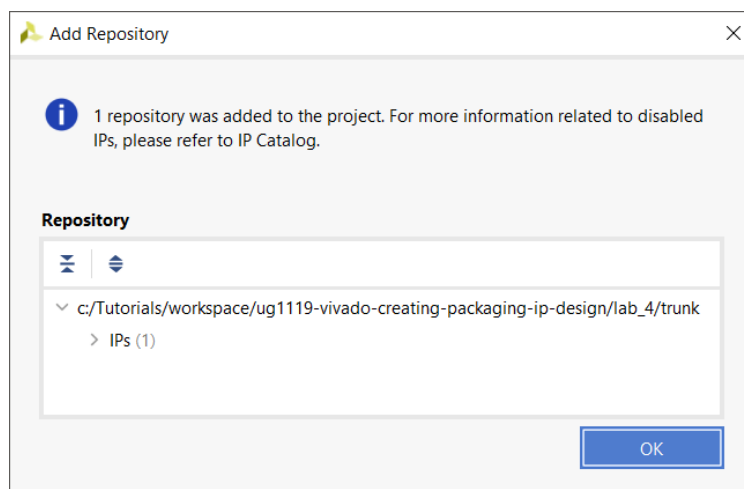 Add Repository
1 repository was added to the project. For more information related to disabled
IPs, please refer to IP Catalog.
Repository
c:/Tutorials/workspace/ug1119-vivado-creating-packaging-ip-design/lab_4/trunk
IPs (1)
OK